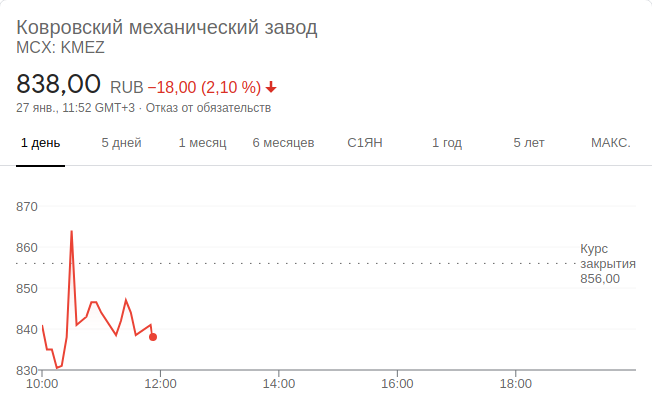 Ковровский механический завод
MCX: KMEZ
838,00 RUB −18,00 (2,10 %)
27 янв., 11:52 GMT+3 · Отказ от обязательств
1 день 5 дней 1 месяц 6 месяцев С1ЯН 1 год 5 лет МАКС.
870
860
Курс
закрытия
856,00
850
840
830
10:00 12:00 14:00 16:00 18:00